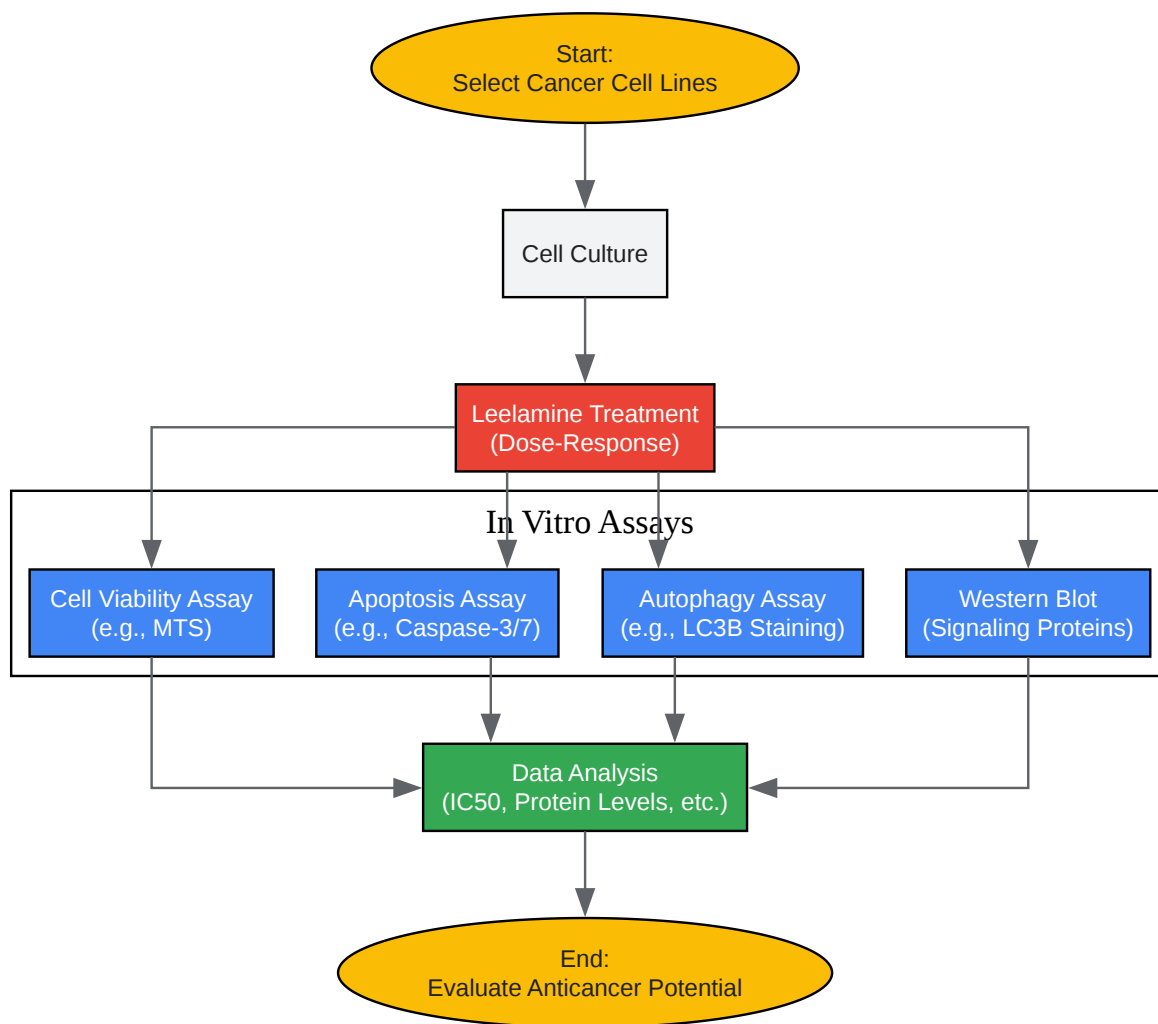 Start:
Select Cancer Cell Lines
Cell Culture
Leelamine Treatment
(Dose-Response)
In Vitro Assays
Cell Viability Assay
(e.g., MTS)
Apoptosis Assay
(e.g., Caspase-3/7)
Autophagy Assay
(e.g., LC3B Staining)
Western Blot
(Signaling Proteins)
Data Analysis
(IC50, Protein Levels, etc.)
End:
Evaluate Anticancer Potential